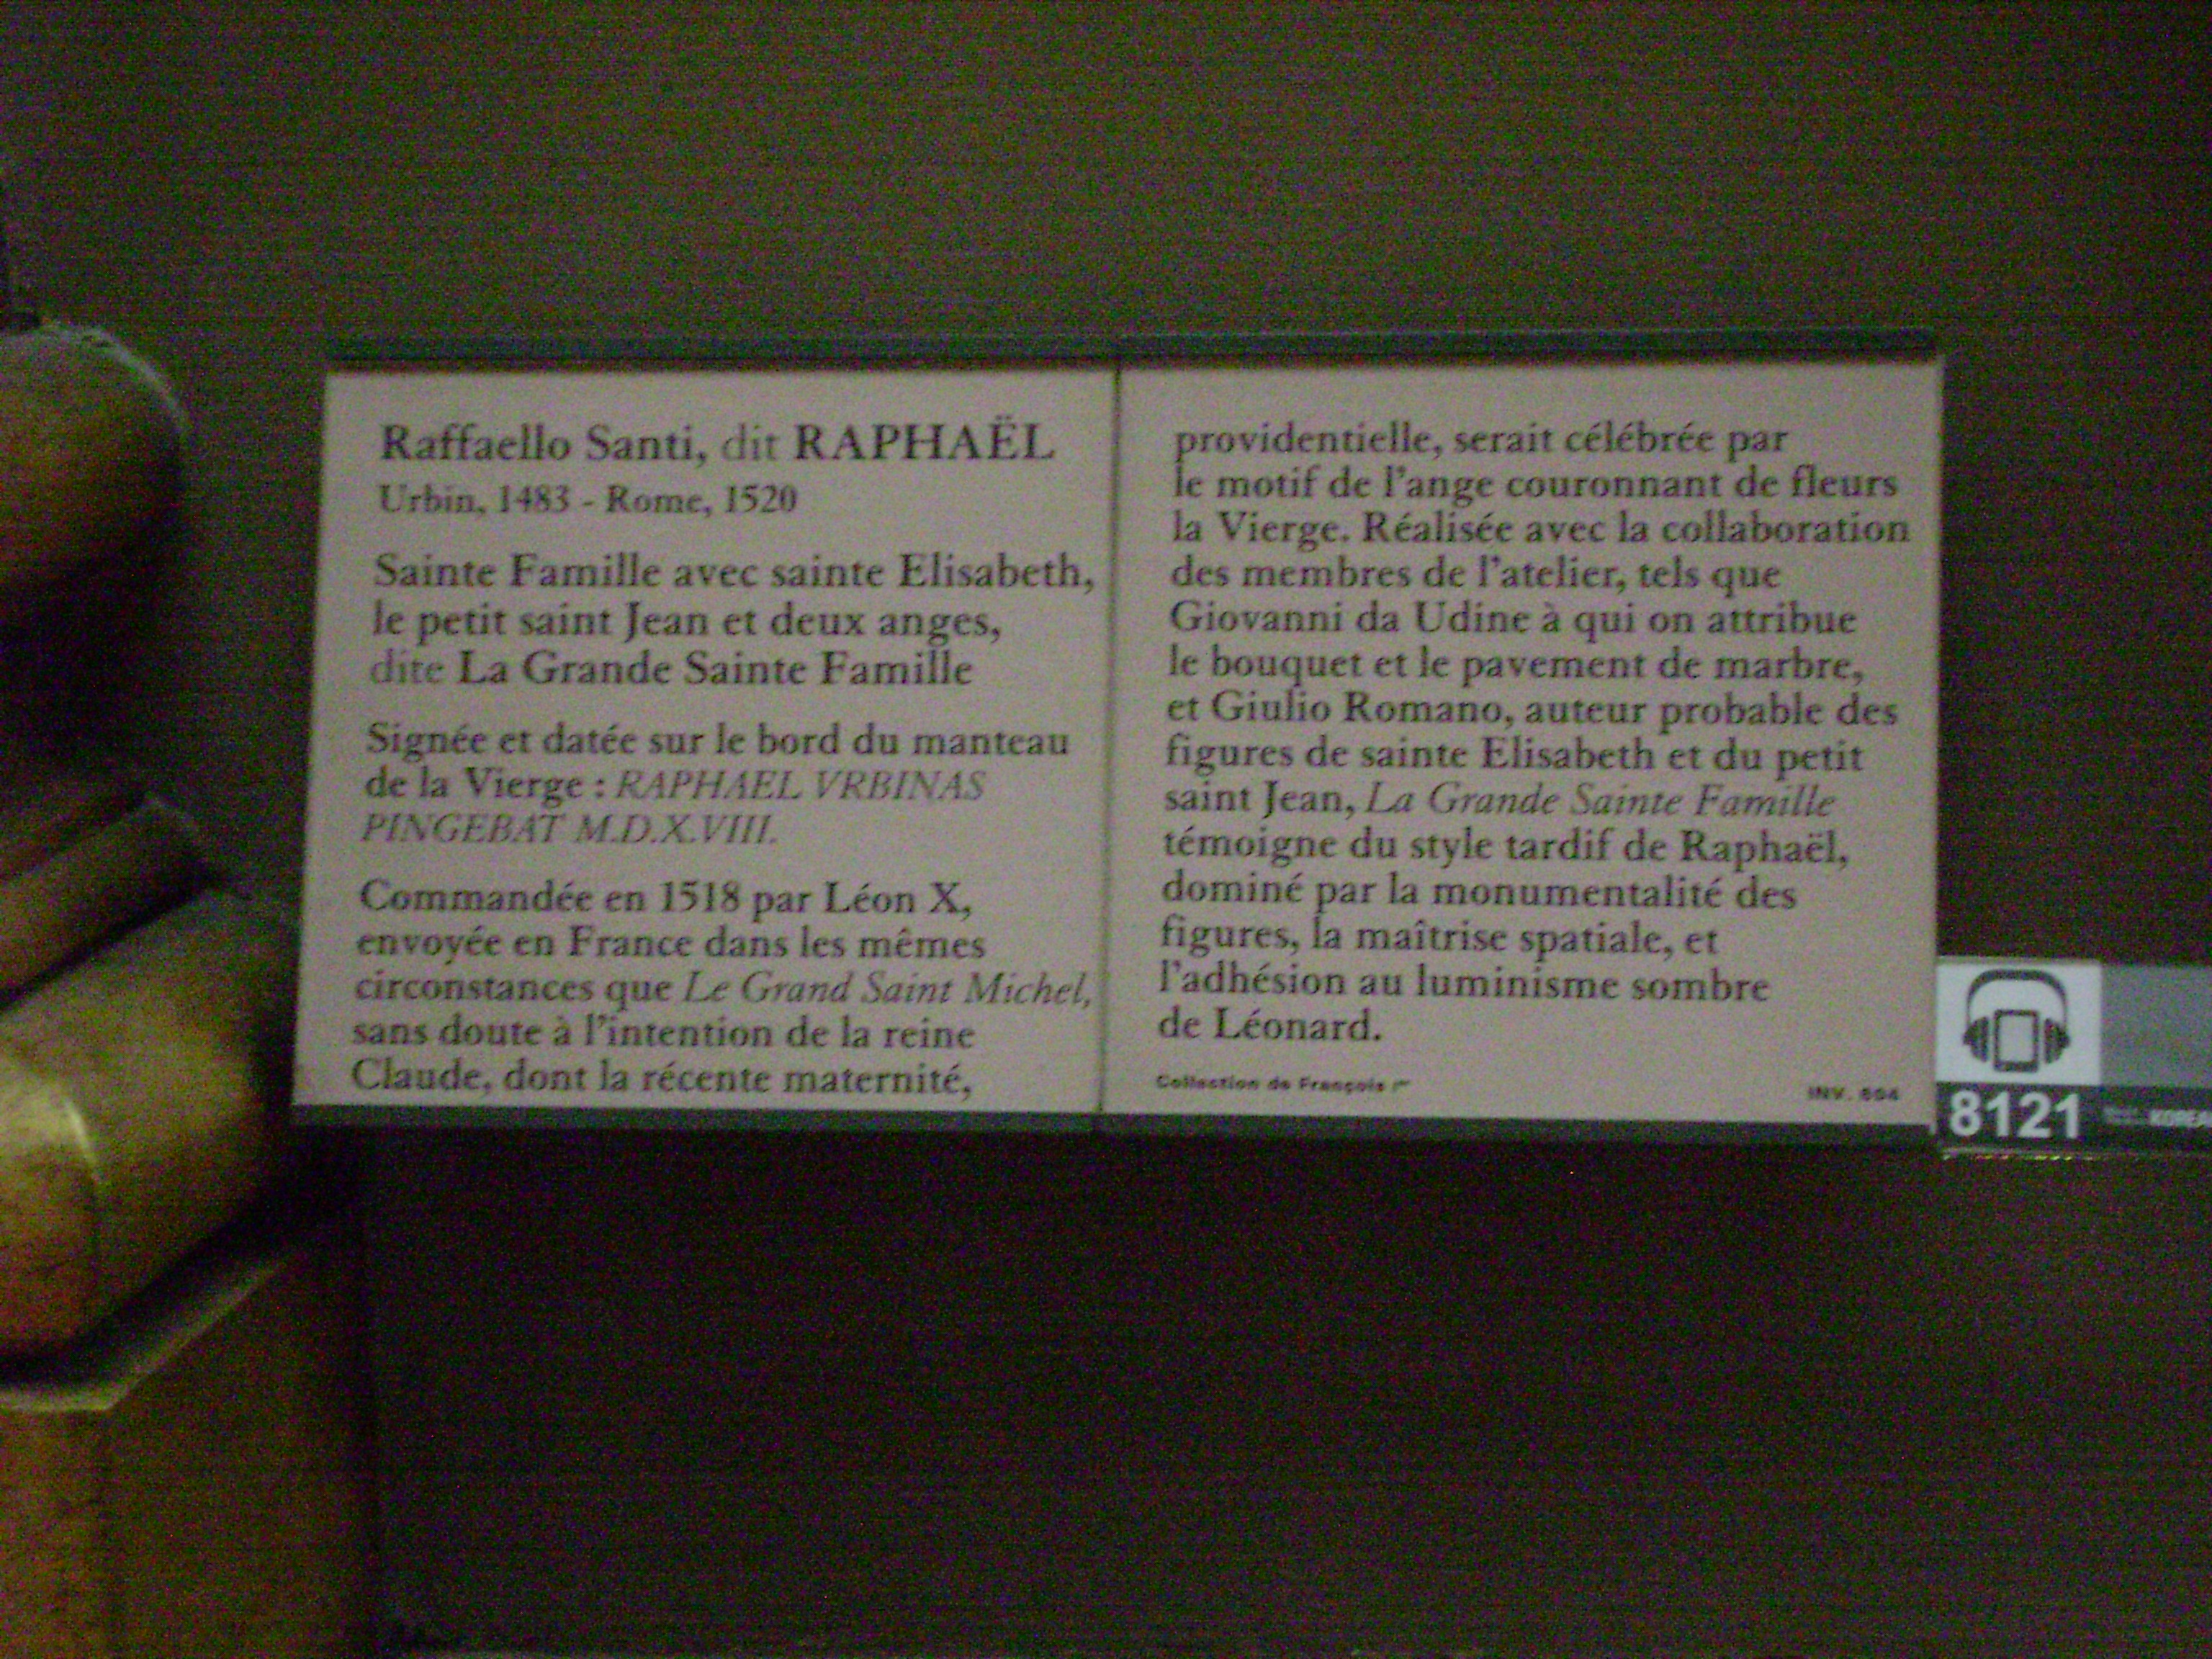 Raffaello Santi, dit RAPHAËL
Urbin, 1483 - Rome, 1520
Sainte Famille avec sainte Elisabeth,
le petit saint Jean et deux anges,
dite La Grande Sainte Famille
Signée et datée sur le bord du manteau
de la Vierge : RAPHAEL VRBINAS
PINGEBAT M.D.X.VIII.
Commandée en 1518 par Léon X,
envoyée en France dans les mêmes
circonstances que Le Grand Saint Michel,
sans doute à l'intention de la reine
Claude, dont la récente maternité,
providentielle, serait célébrée par
le motif de l'ange couronnant de fleurs
la Vierge. Réalisée avec la collaboration
des membres de l'atelier, tels que
Giovanni da Udine à qui on attribue
le bouquet et le pavement de marbre,
et Giulio Romano, auteur probable des
figures de sainte Elisabeth et du petit
saint Jean, La Grande Sainte Famille
témoigne du style tardif de Raphaël,
dominé par la monumentalité des
figures, la maîtrise spatiale, et
l'adhésion au luminisme sombre
de Léonard.
Collection de François Iᵉʳ
INV. 604
8121